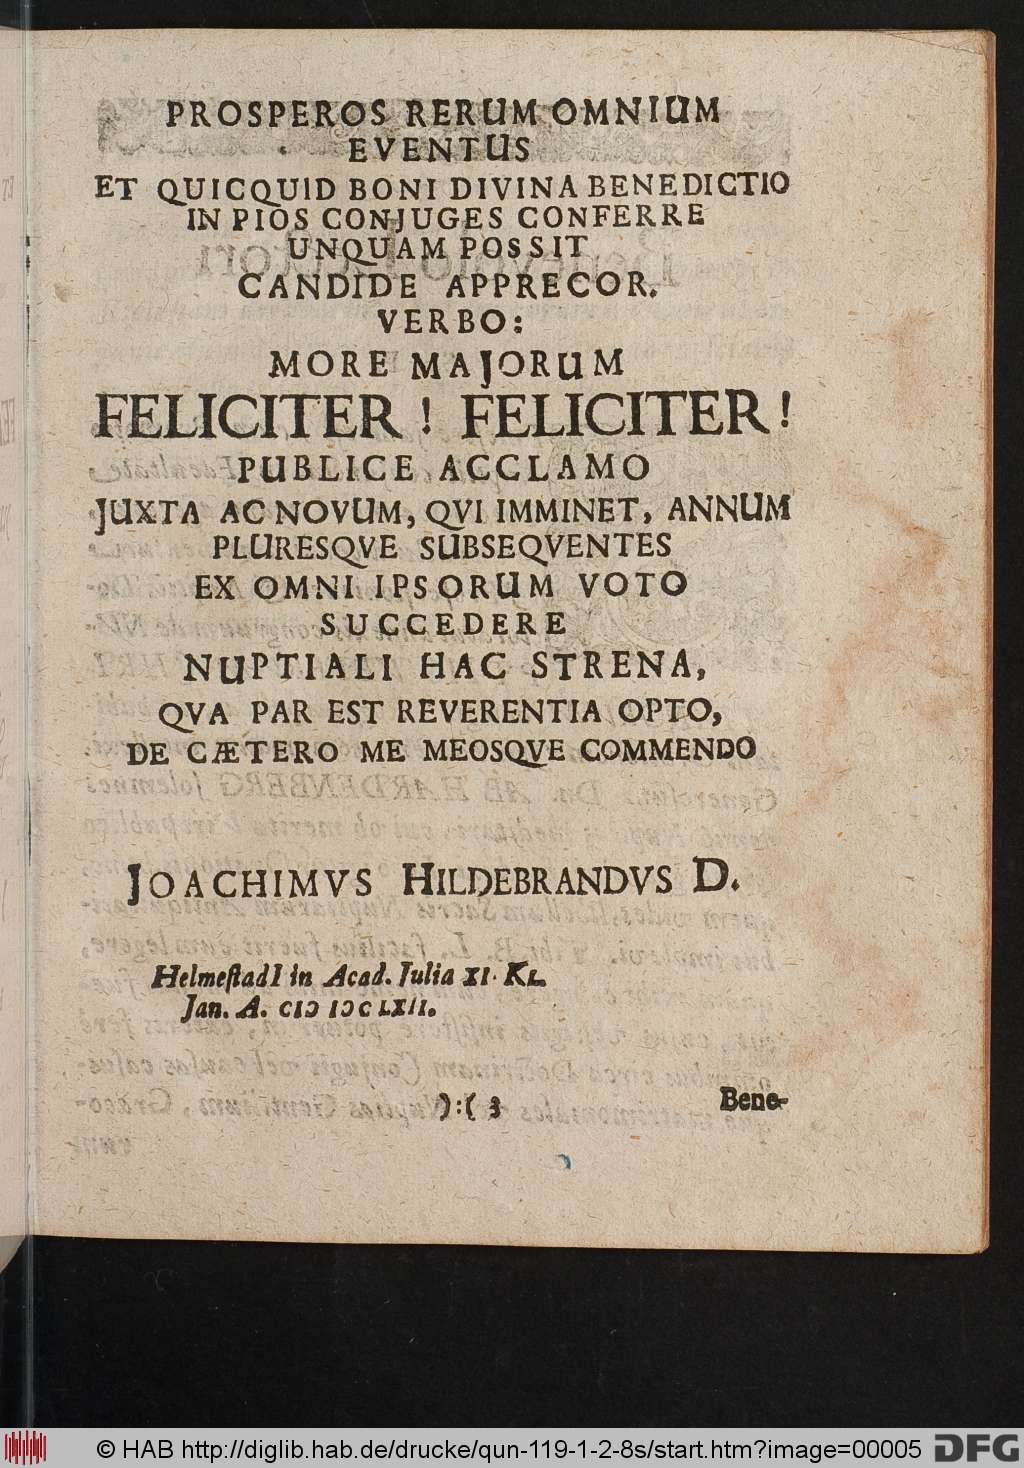 PROSPEROS RERUM OMNIUM
EVENTUS
ET QUICQUID BONI DIVINA BENEDICTIO
IN PIOS CONJUGES CONFERRE
UNQUAM POSSIT
CANDIDE APPRECOR.
VERBO:
MORE MAJORUM
FELICITER! FELICITER!
PUBLICE ACCLAMO
JUXTA AC NOVUM, QVI IMMINET, ANNUM
PLURESQVE SUBSEQVENTES
EX OMNI IPSORUM VOTO
SUCCEDERE
NUPTIALI HAC STRENA,
QVA PAR EST REVERENTIA OPTO,
DE CÆTERO ME MEOSQVE COMMENDO
JOACHIMVS HILDEBRANDVS D.
Helmestadl in Acad. Julia XI. KL.
Jan. A. CIↃ IↃC LXII.
):( 3
Bene-
© HAB http://diglib.hab.de/drucke/qun-119-1-2-8s/start.htm?image=00005
DFG